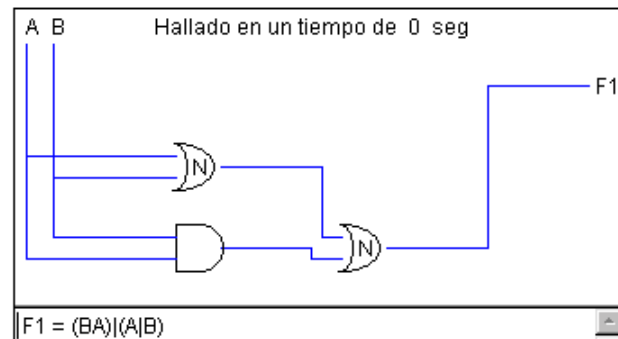 A B Hallado en un tiempo de 0 seg
F1
N
N
F1 = (BA)|(A|B)